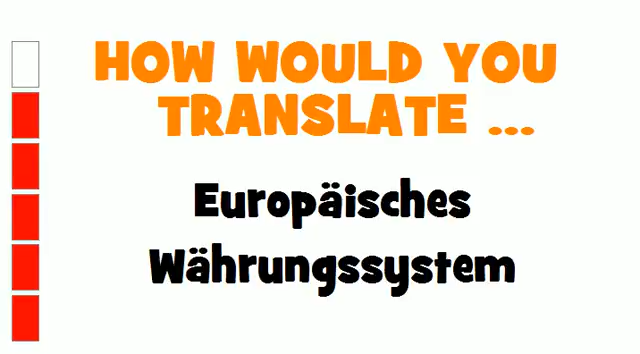 HOW WOULD YOU
TRANSLATE ...
Europäisches
Währungssystem